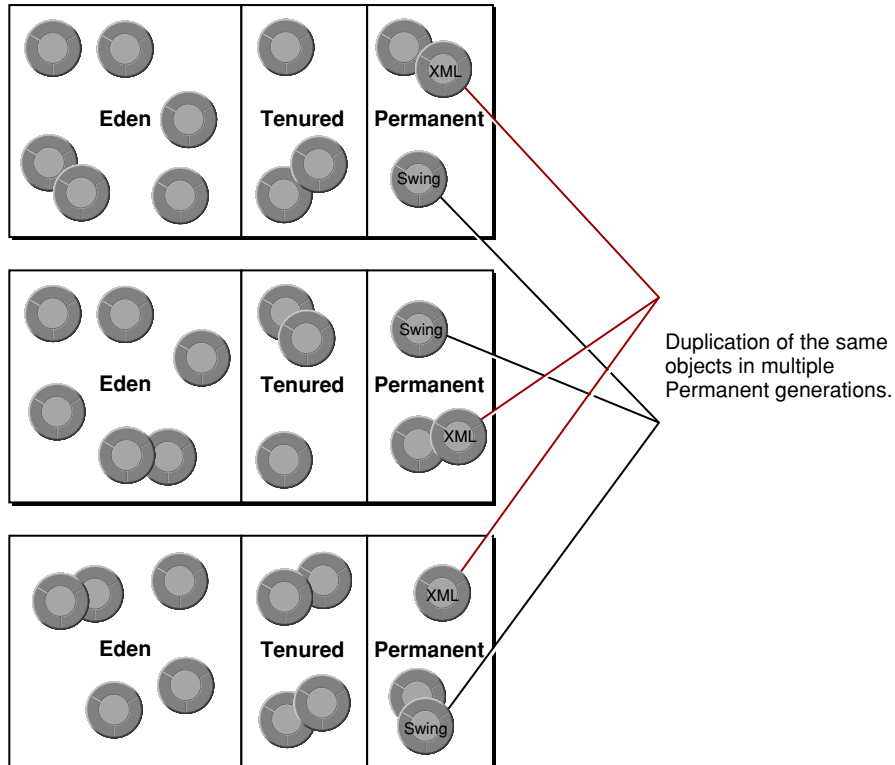 XML
Eden Tenured Permanent
Swing
Swing
Duplication of the same
objects in multiple
Permanent generations.
Eden Tenured Permanent
XML
XML
Eden Tenured Permanent
Swing